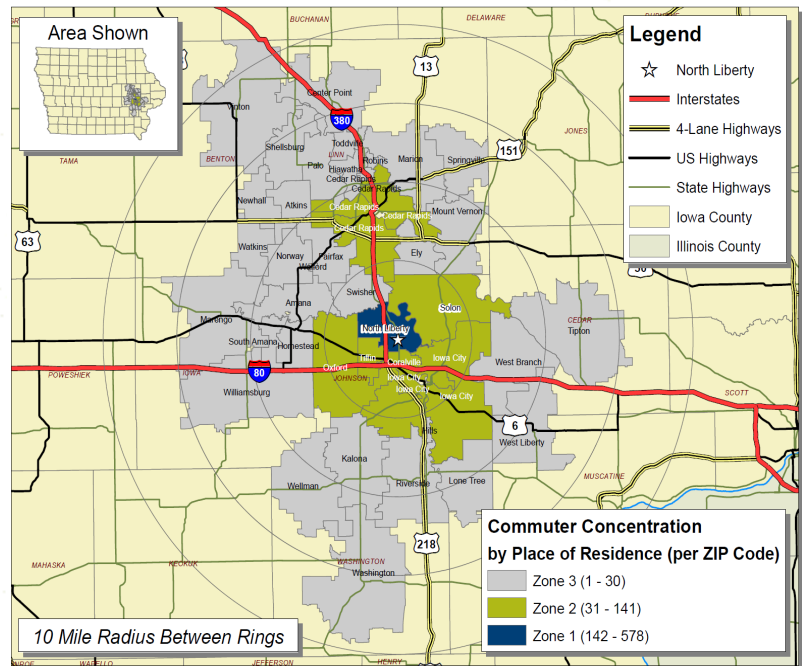 Area Shown
BUCHANAN
DELAWARE
13
380
151
63
Center Point
Vinton
BENTON
TAMA
JONES
Shellsburg
Toddville
LINN
Palo
Hiawatha
Robins
Marion
Springville
Cedar Rapids
Cedar Rapids
Newhall
Atkins
Cedar Rapids
Cedar Rapids
Mount Vernon
Cedar Rapids
Watkins
Norway
Fairfax
Walford
Ely
Swisher
Amana
Solon
Marengo
North Liberty
CEDAR
Tipton
South Amana
Homestead
Tiffin
Coralville
Iowa City
West Branch
Oxford
JOHNSON
Iowa City
Iowa City
Iowa City
POWESHIEK
IOWA
80
Williamsburg
SCOTT
6
Hills
West Liberty
Kalona
Wellman
Riverside
Lone Tree
MUSCATINE
218
MAHASKA
KEOKUK
WASHINGTON
Washington
JEFFERSON
HENRY
Legend
North Liberty
Interstates
4-Lane Highways
US Highways
State Highways
Iowa County
Illinois County
Commuter Concentration
by Place of Residence (per ZIP Code)
Zone 3 (1 - 30)
Zone 2 (31 - 141)
Zone 1 (142 - 578)
10 Mile Radius Between Rings